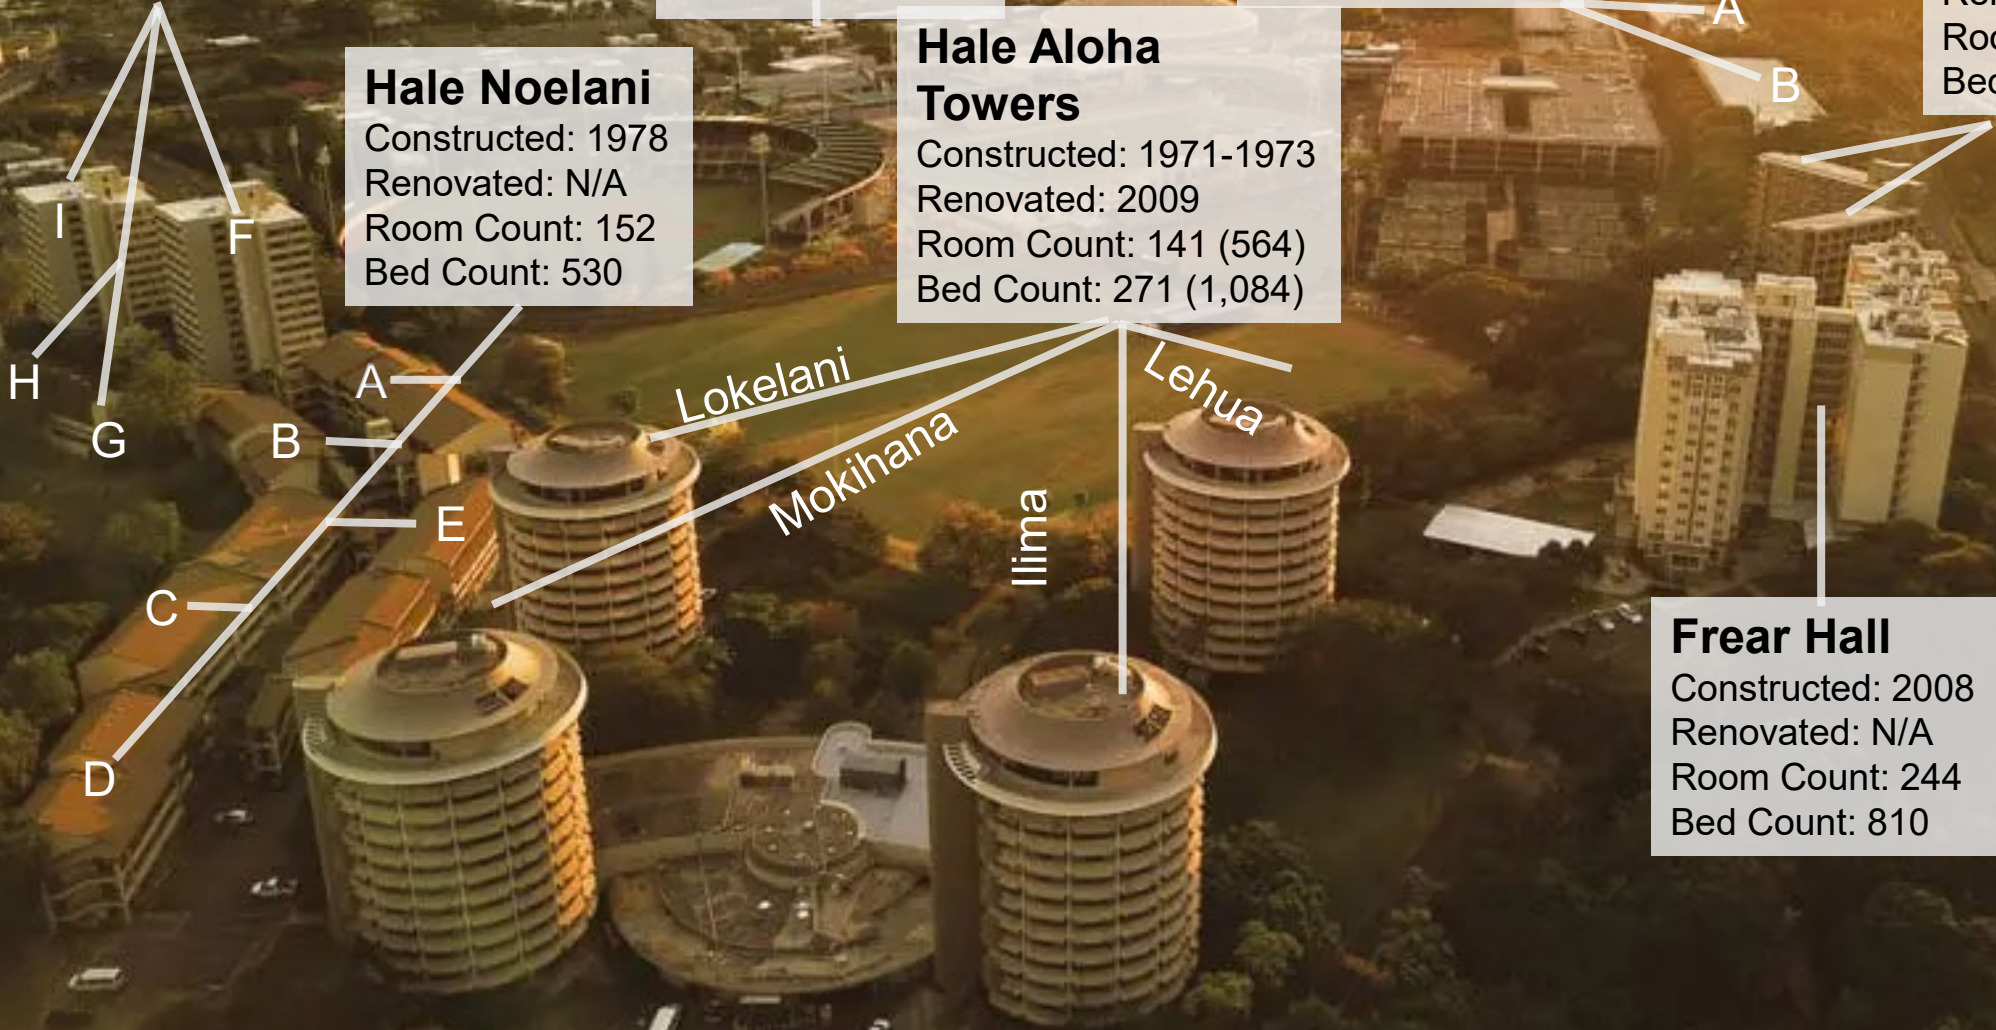 Hale Noelani
Constructed: 1978
Renovated: N/A
Room Count: 152
Bed Count: 530
Hale Aloha
Towers
Constructed: 1971-1973
Renovated: 2009
Room Count: 141 (564)
Bed Count: 271 (1,084)
A
B
Roo
Bed
I
F
H
G
A
B
E
C
D
Lokelani
Mokihana
Ilima
Lehua
Frear Hall
Constructed: 2008
Renovated: N/A
Room Count: 244
Bed Count: 810